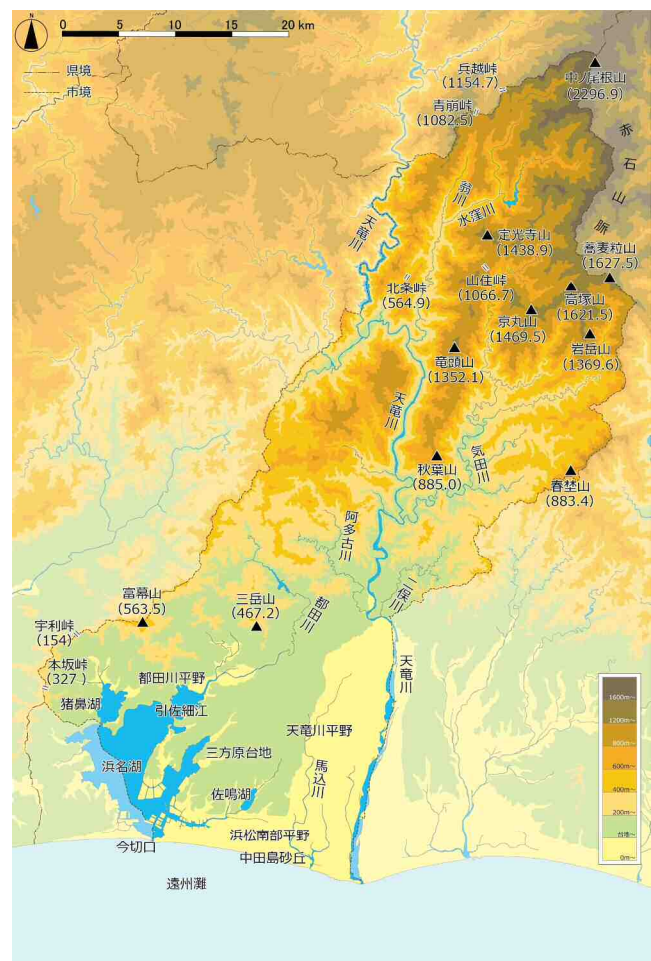 N
0 5 10 15 20 km
県境
市境
兵越峠
(1154.7)
中ノ尾根山
(2296.9)
青崩峠
(1082.5)
赤石山脈
翁川
水窪川
天竜川
定光寺山
(1438.9)
蕎麦粒山
(1627.5)
北条峠
(564.9)
山住峠
(1066.7)
高塚山
(1621.5)
京丸山
(1469.5)
岩岳山
(1369.6)
竜頭山
(1352.1)
天竜川
気田川
秋葉山
(885.0)
春埜山
(883.4)
阿多古川
二俣川
富幕山
(563.5)
三岳山
(467.2)
都田川
宇利峠
(154)
本坂峠
(327)
都田川平野
天竜川
猪鼻湖
引佐細江
天竜川平野
三方原台地
浜名湖
馬込川
佐鳴湖
浜松南部平野
今切口
中田島砂丘
遠州灘
1600m~
1200m~
800m~
600m~
400m~
200m~
台地~
0m~